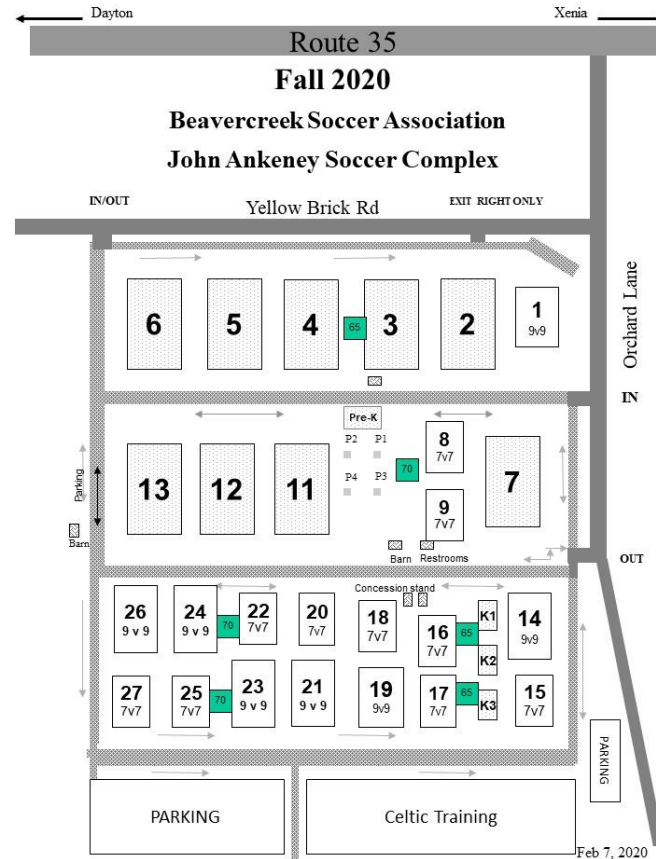 Dayton
Xenia
Route 35
Fall 2020
Beavercreek Soccer Association
John Ankeney Soccer Complex
IN/OUT
Yellow Brick Rd
EXIT RIGHT ONLY
Orchard Lane
6
5
4
65
3
2
1
9v9
IN
Pre-K
P2
P1
P4
P3
70
8
7v7
9
7v7
7
13
12
11
Parking
Barn
Barn
Restrooms
OUT
Concession stand
26
9 v 9
24
9 v 9
70
22
7v7
20
7v7
18
7v7
16
7v7
65
K1
K2
14
9v9
27
7v7
25
7v7
70
23
9 v 9
21
9 v 9
19
9v9
17
7v7
65
K3
15
7v7
PARKING
PARKING
Celtic Training
Feb 7, 2020